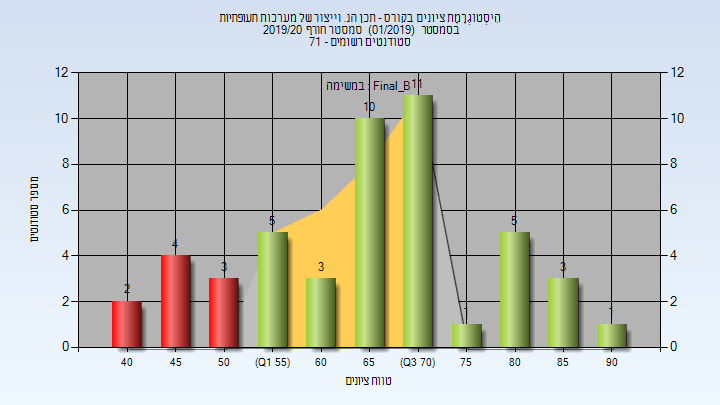 היסטוגרמת ציונים בקורס - תכן הנ. וייצור של מערכות תעופתיות
בסמסטר (01/2019) סמסטר חורף 2019/20
סטודנטים רשומים - 71
במשימה : Final_B
12 12
10 10
8 8
6 6
4 4
2 2
0 0
מספר סטודנטים
2 4 3 5 3 10 11 1 5 3 1
40 45 50 (Q1 55) 60 65 (Q3 70) 75 80 85 90
טווח ציונים